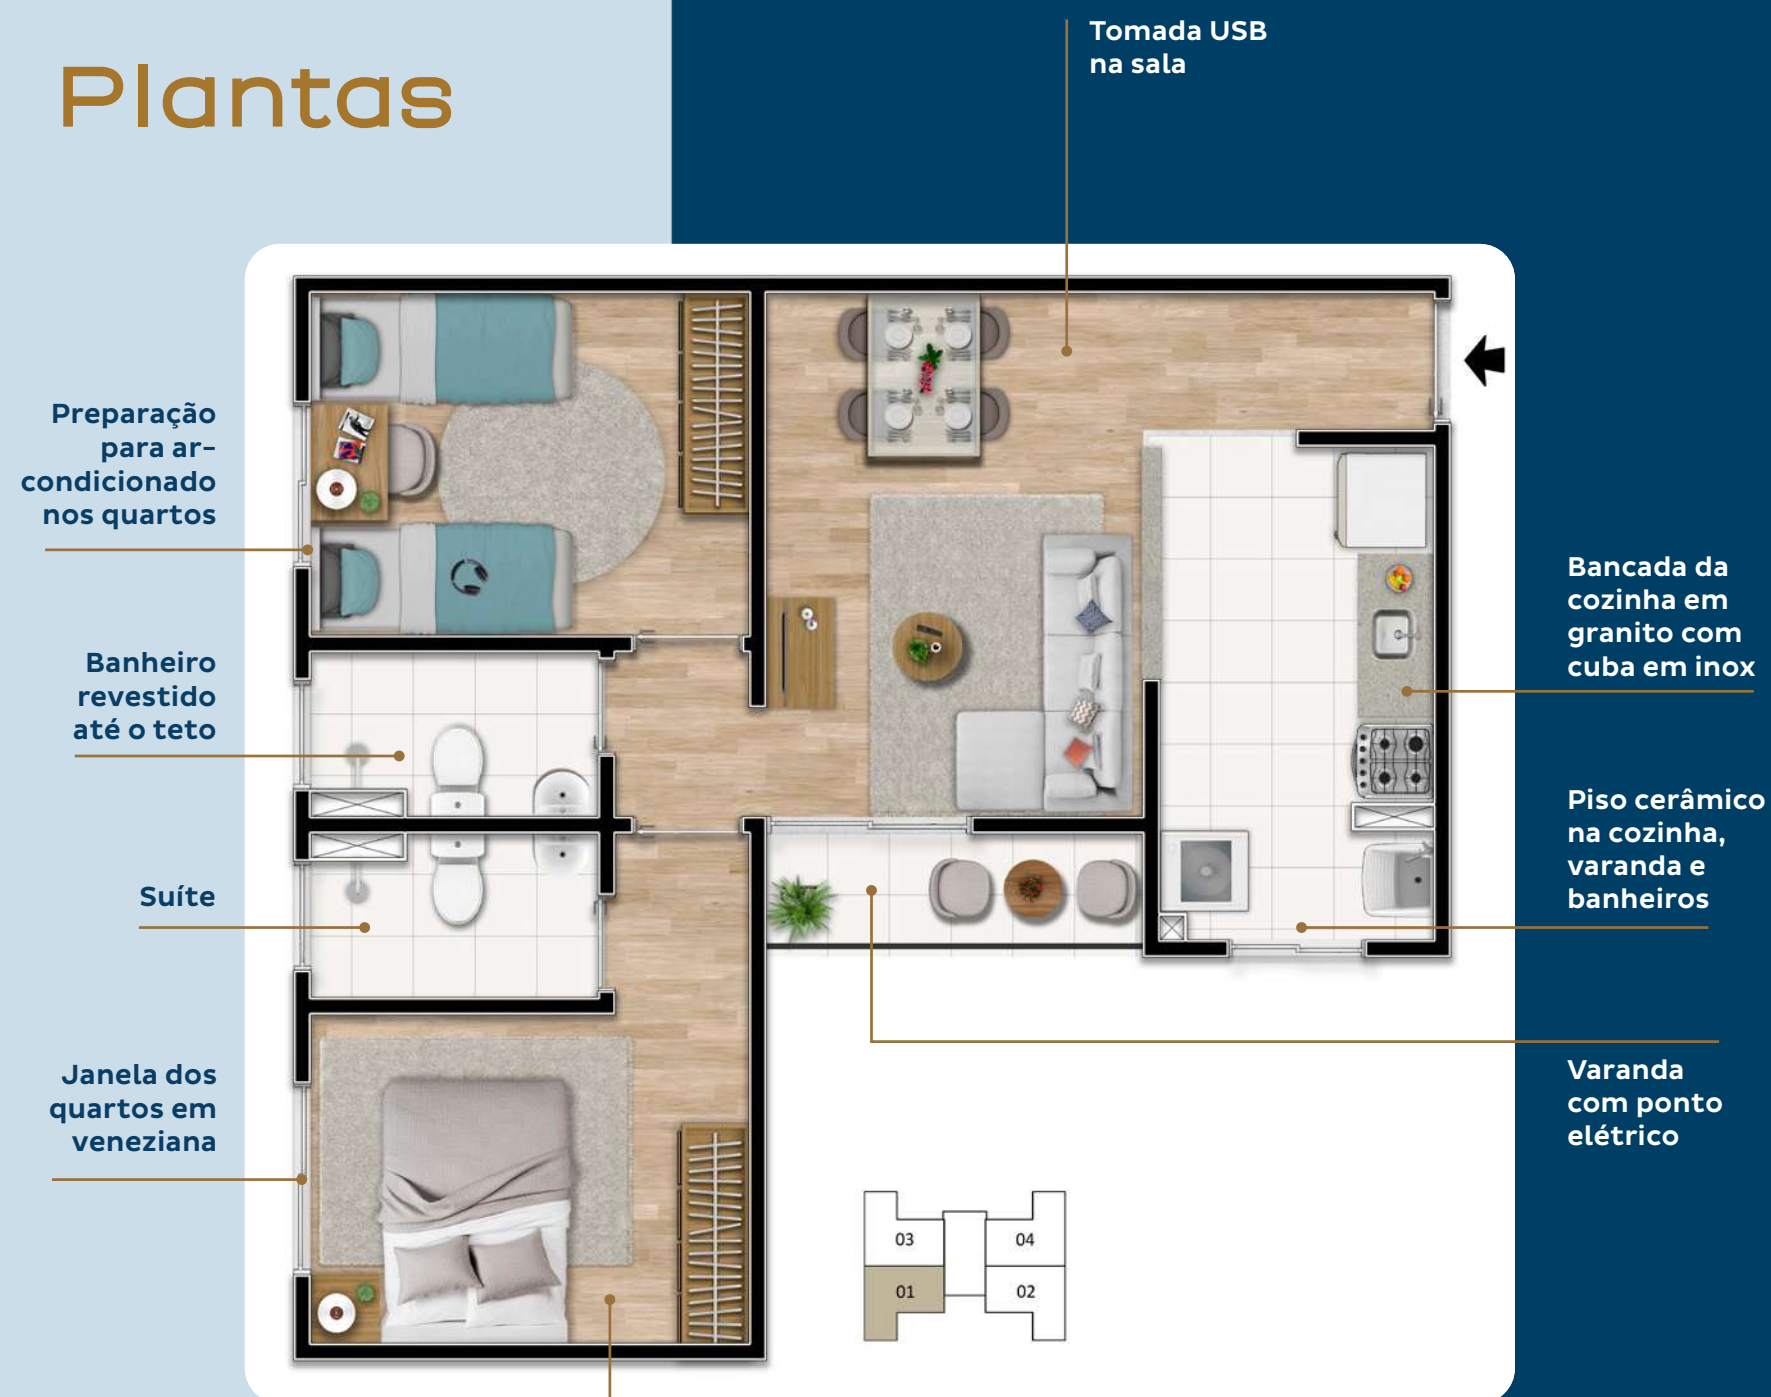 Plantas
Tomada USB
na sala
Preparação
para ar-
condicionado
nos quartos
Banheiro
revestido
até o teto
Suíte
Janela dos
quartos em
veneziana
Bancada da
cozinha em
granito com
cuba em inox
Piso cerâmico
na cozinha,
varanda e
banheiros
Varanda
com ponto
elétrico
03
04
01
02